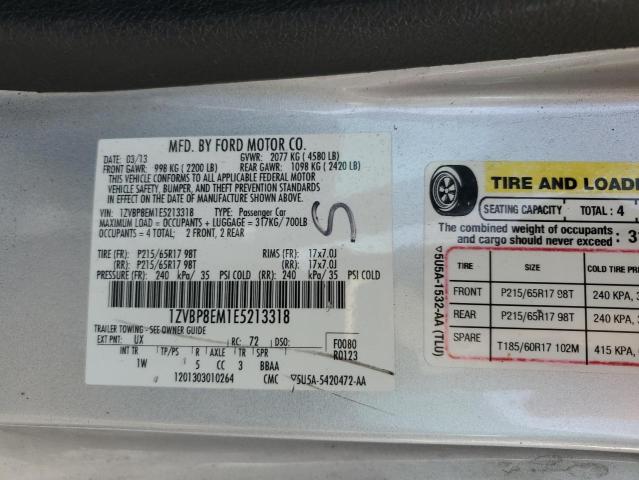 MFD. BY FORD MOTOR CO.
DATE: 03/13 GVWR: 2077 KG (4580 LB)
FRONT GAWR: 998 KG (2200 LB) REAR GAWR: 1098 KG (2420 LB)
THIS VEHICLE CONFORMS TO ALL APPLICABLE FEDERAL MOTOR
VEHICLE SAFETY, BUMPER, AND THEFT PREVENTION STANDARDS
IN EFFECT ON THE DATE OF MANUFACTURE SHOWN ABOVE.
VIN: 1ZVBP8EM1E5213318 TYPE: Passenger Car
MAXIMUM LOAD = OCCUPANTS + LUGGAGE = 317KG / 700LB
OCCUPANTS = 4 TOTAL; 2 FRONT, 2 REAR
TIRE (FR): P215/65R17 98T RIMS (FR): 17x7.0J
(RR): P215/65R17 98T (RR): 17x7.0J
PRESSURE (FR): 240 kPa/ 35 PSI COLD (RR): 240 kPa/ 35 PSI COLD
1ZVBP8EM1E5213318
TRAILER TOWING - SEE OWNER GUIDE
EXT PNT: UX RC: 72 DSO: F0080
R0123
INT TR TP/PS R AXLE TR SPR
1W 5 CC 3 BBAA
1201303010264 CMC 5U5A-5420472-AA
5
TIRE AND LOADI
SEATING CAPACITY TOTAL : 4
The combined weight of occupants
and cargo should never exceed : 3
TIRE SIZE COLD TIRE PR
FRONT P215/65R17 98T 240 KPA, 3
REAR P215/65R17 98T 240 KPA, 3
SPARE T185/60R17 102M 415 KPA,
5U5A-1532-AA (TLU)